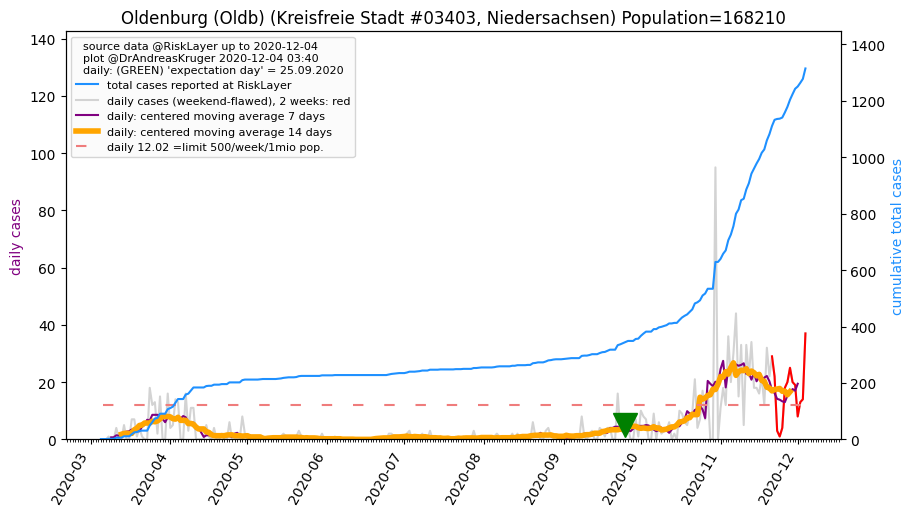 Oldenburg (Oldb) (Kreisfreie Stadt #03403, Niedersachsen) Population=168210
source data @RiskLayer up to 2020-12-04
plot @DrAndreasKruger 2020-12-04 03:40
daily: (GREEN) 'expectation day' = 25.09.2020
total cases reported at RiskLayer
daily cases (weekend-flawed), 2 weeks: red
daily: centered moving average 7 days
daily: centered moving average 14 days
daily 12.02 =limit 500/week/1mio pop.
daily cases
140
120
100
80
60
40
20
0
cumulative total cases
1400
1200
1000
800
600
400
200
0
2020-03
2020-04
2020-05
2020-06
2020-07
2020-08
2020-09
2020-10
2020-11
2020-12